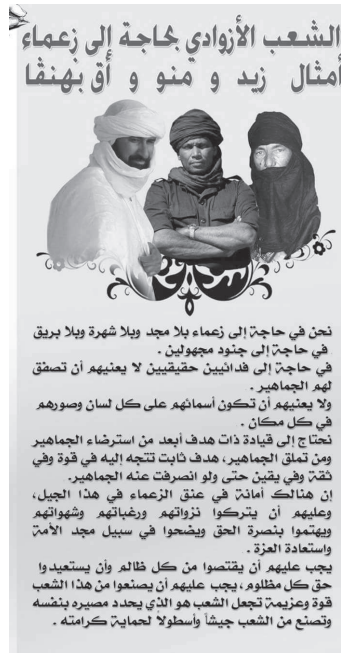 الشعب الأزوادي بحاجة إلى زعماء
أمثال زيد و منو و أق بهنقا
نحن في حاجة إلى زعماء بلا مجد وبلا شهرة وبلا بريق
في حاجة إلى جنود مجهولين .
في حاجة إلى فدائيين حقيقيين لا يعنيهم أن تصفق
لهم الجماهير .
ولا يعنيهم أن تكون أسمائهم على كل لسان وصورهم
في كل مكان .
نحتاج إلى قيادة ذات هدف أبعد من استرضاء الجماهير
ومن تملق الجماهير، هدف ثابت تتجه إليه في قوة وفي
ثقة وفي يقين حتى ولو انصرفت عنه الجماهير.
إن هنالك أمانة في عنق الزعماء في هذا الجيل،
وعليهم أن يتركوا نزواتهم ورغباتهم وشهواتهم
ويهتموا بنصرة الحق ويضحوا في سبيل مجد الأمة
واستعادة العزة .
يجب عليهم أن يقتصوا من كل ظالم وأن يستعيدوا
حق كل مظلوم، يجب عليهم أن يصنعوا من هذا الشعب
قوة وعزيمة تجعل الشعب هو الذي يحدد مصيره بنفسه
وتصنع من الشعب جيشاً وأسطولاً لحماية كرامته .